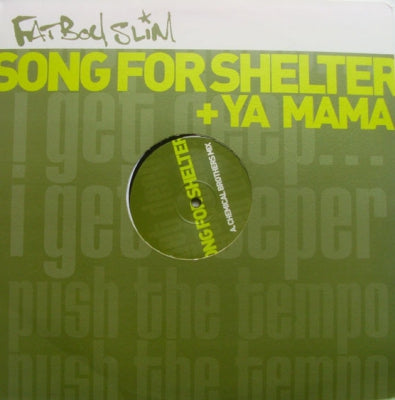 FATBOY SLIM
SONG FOR SHELTER
+ YA MAMA
i get deep...
i get deeper
push the tempo
push the tempo
SONG FOR SHELTER
A. CHEMICAL BROTHERS MIX.